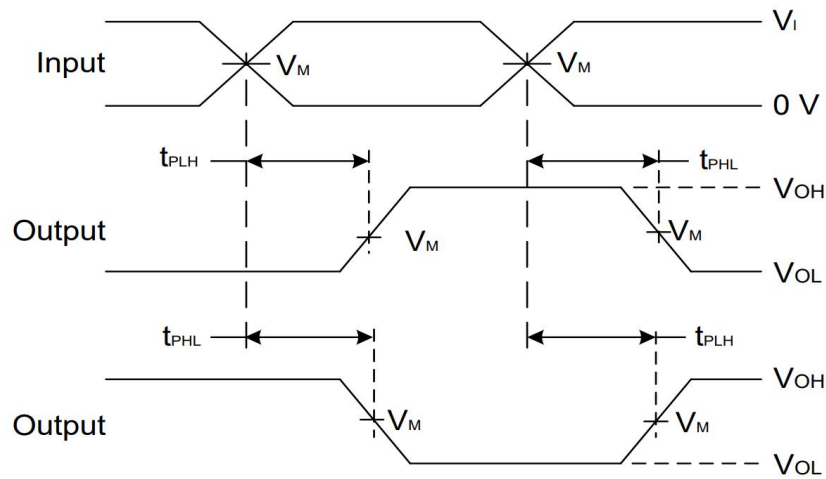 VI
Input VM VM
0 V
tPLH tPHL
VOH
Output VM VM
VOL
tPHL tPLH
VOH
Output VM VM
VOL